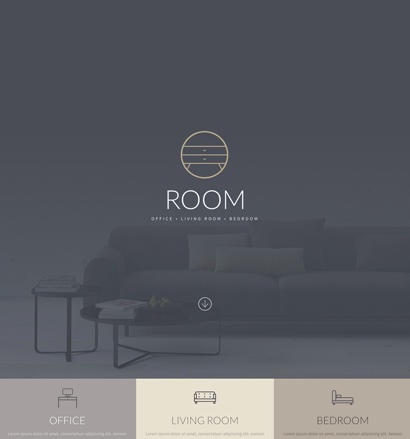 ROOM
OFFICE • LIVING ROOM • BEDROOM
OFFICE
LIVING ROOM
BEDROOM
Lorem ipsum dolor sit amet, consectetur adipiscing elit. Aenean
Lorem ipsum dolor sit amet, consectetur adipiscing elit. Aenean
Lorem ipsum dolor sit amet, consectetur adipiscing elit. Aenean